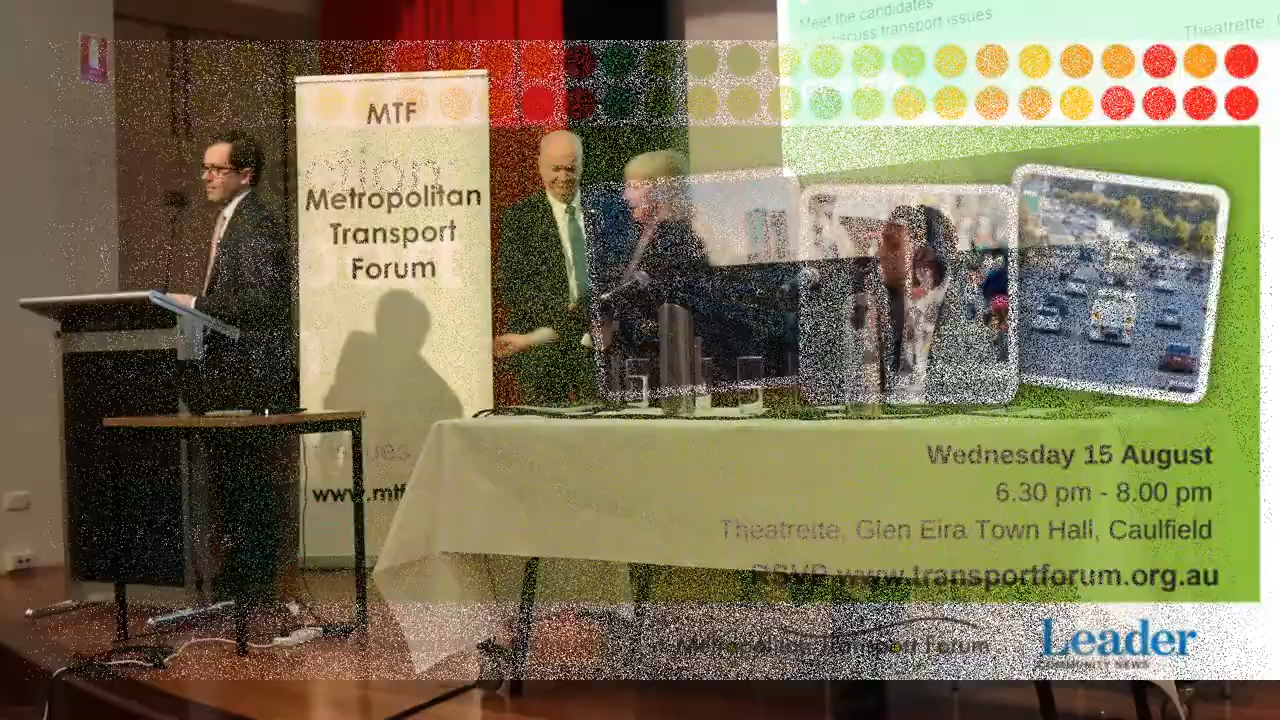 Meet the candidates
discuss transport issues
Theatrette
MTF
Metropolitan
Transport
Forum
www.mtf
Wednesday 15 August
6.30 pm - 8.00 pm
Theatrette, Glen Eira Town Hall, Caulfield
RSVP www.transportforum.org.au
Metropolitan Transport Forum
Leader